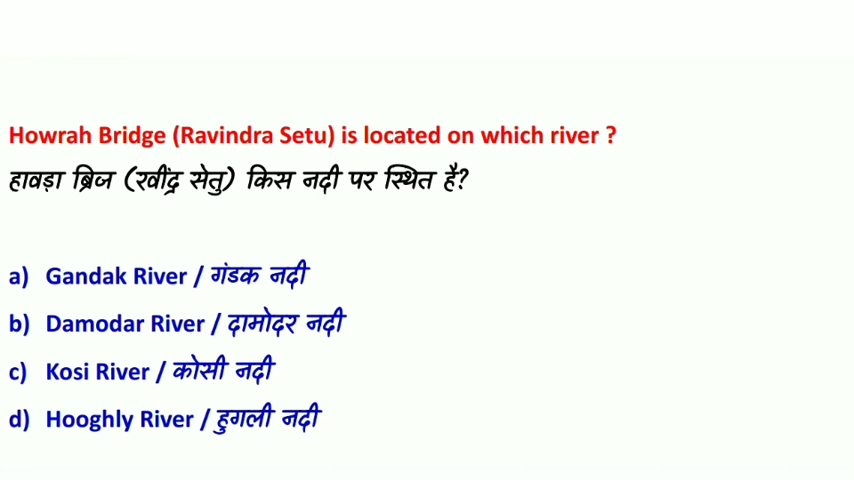 Howrah Bridge (Ravindra Setu) is located on which river ?
हावड़ा ब्रिज (रवींद्र सेतु) किस नदी पर स्थित है?
a) Gandak River / गंडक नदी
b) Damodar River / दामोदर नदी
c) Kosi River / कोसी नदी
d) Hooghly River / हुगली नदी